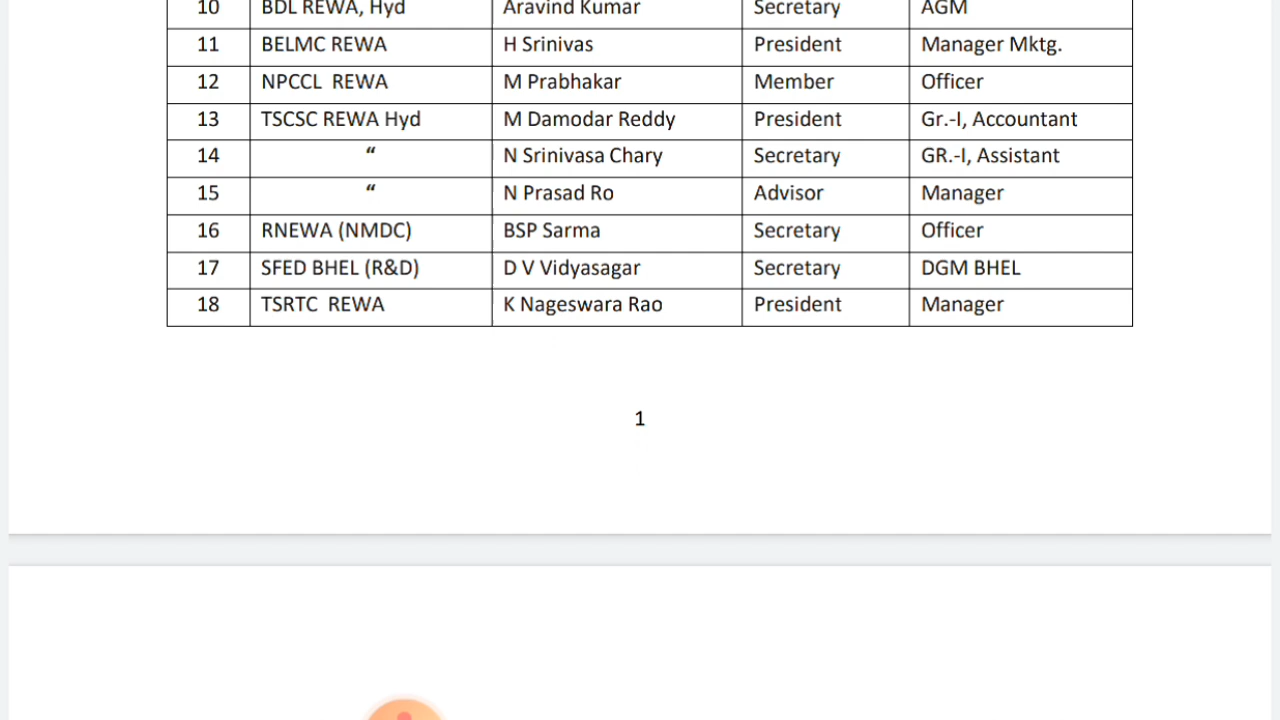 10 BDL REWA, Hyd Aravind Kumar Secretary AGM
11 BELMC REWA H Srinivas President Manager Mktg.
12 NPCCL REWA M Prabhakar Member Officer
13 TSCSC REWA Hyd M Damodar Reddy President Gr.-I, Accountant
14 “ N Srinivasa Chary Secretary GR.-I, Assistant
15 “ N Prasad Ro Advisor Manager
16 RNEWA (NMDC) BSP Sarma Secretary Officer
17 SFED BHEL (R&D) D V Vidyasagar Secretary DGM BHEL
18 TSRTC REWA K Nageswara Rao President Manager
1